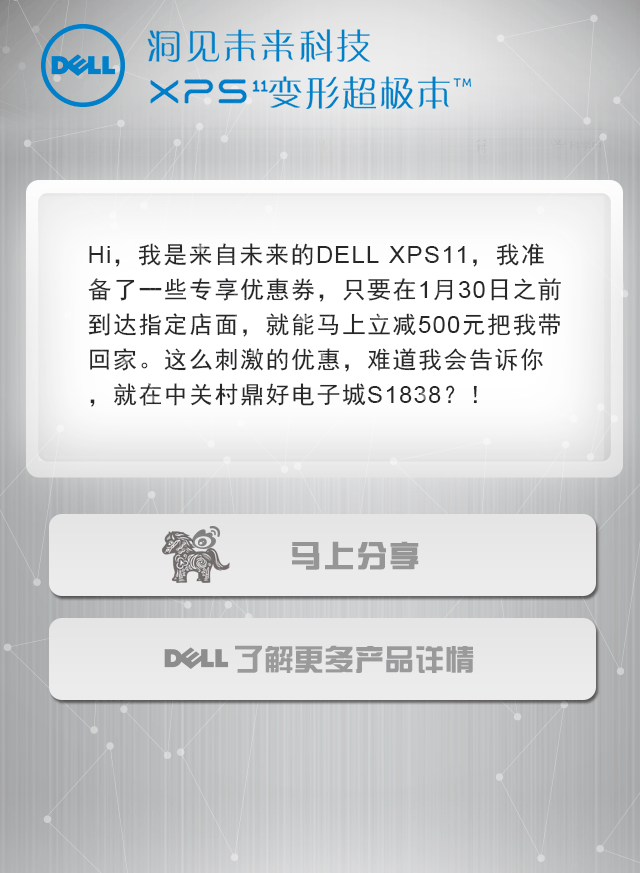 DELL
洞见未来科技
XPS11变形超极本™
Hi，我是来自未来的DELL XPS11，我准
备了一些专享优惠券，只要在1月30日之前
到达指定店面，就能马上立减500元把我带
回家。这么刺激的优惠，难道我会告诉你
，就在中关村鼎好电子城S1838？！
马上分享
DELL了解更多产品详情